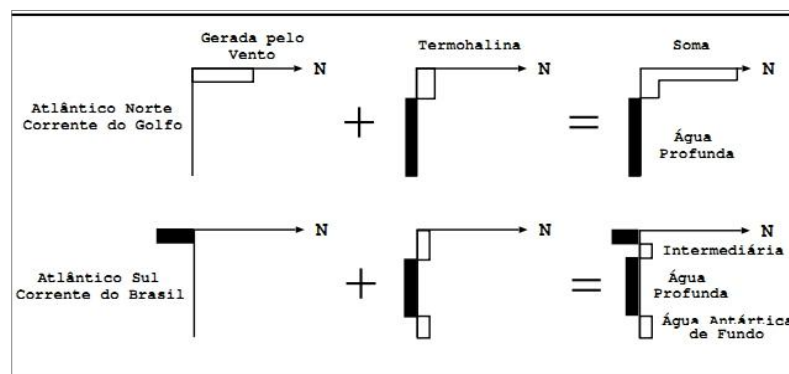 Gerada pelo
Vento
Termohalina
Soma
N
N
N
Atlântico Norte
Corrente do Golfo
+
=
Água
Profunda
N
N
N
Atlântico Sul
Corrente do Brasil
+
=
Intermediária
Água
Profunda
Água Antártica
de Fundo